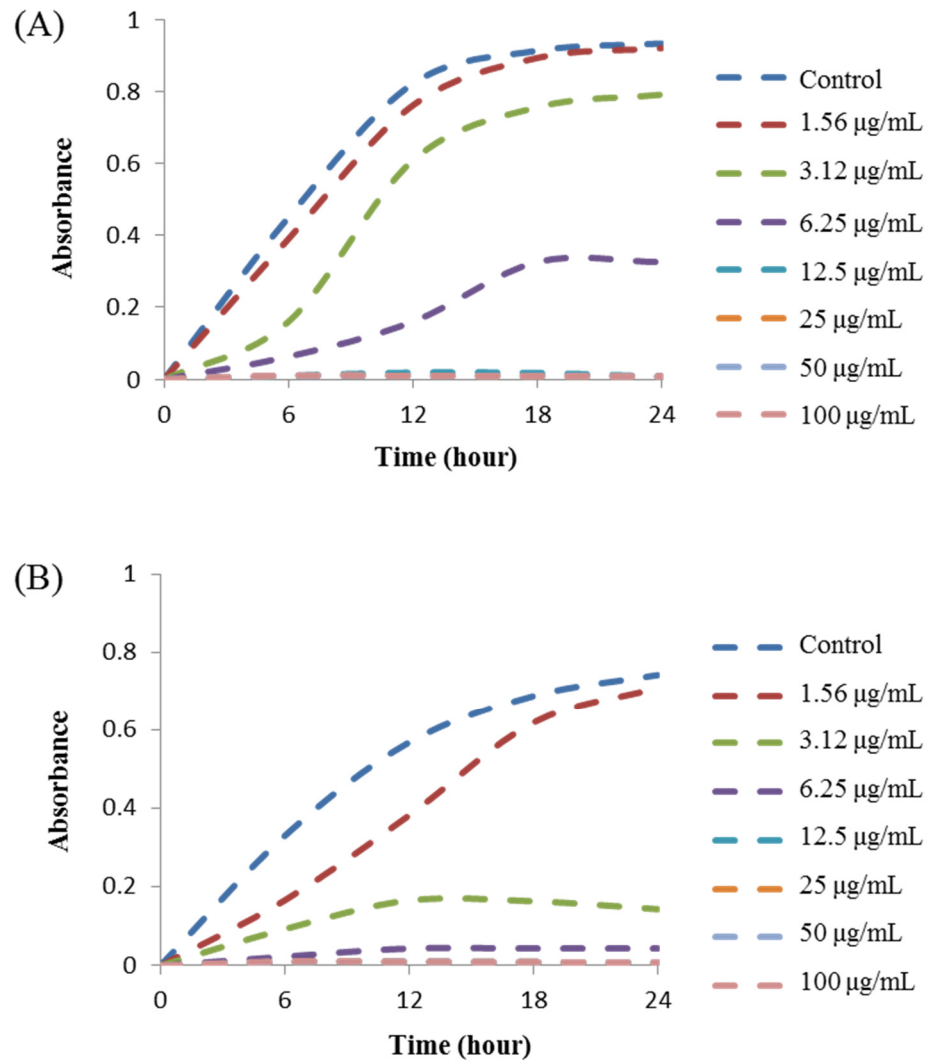 (A)
1
0.8
0.6
0.4
0.2
0
Absorbance
0 6 12 18 24
Time (hour)
Control
1.56 µg/mL
3.12 µg/mL
6.25 µg/mL
12.5 µg/mL
25 µg/mL
50 µg/mL
100 µg/mL
(B)
1
0.8
0.6
0.4
0.2
0
Absorbance
0 6 12 18 24
Time (hour)
Control
1.56 µg/mL
3.12 µg/mL
6.25 µg/mL
12.5 µg/mL
25 µg/mL
50 µg/mL
100 µg/mL